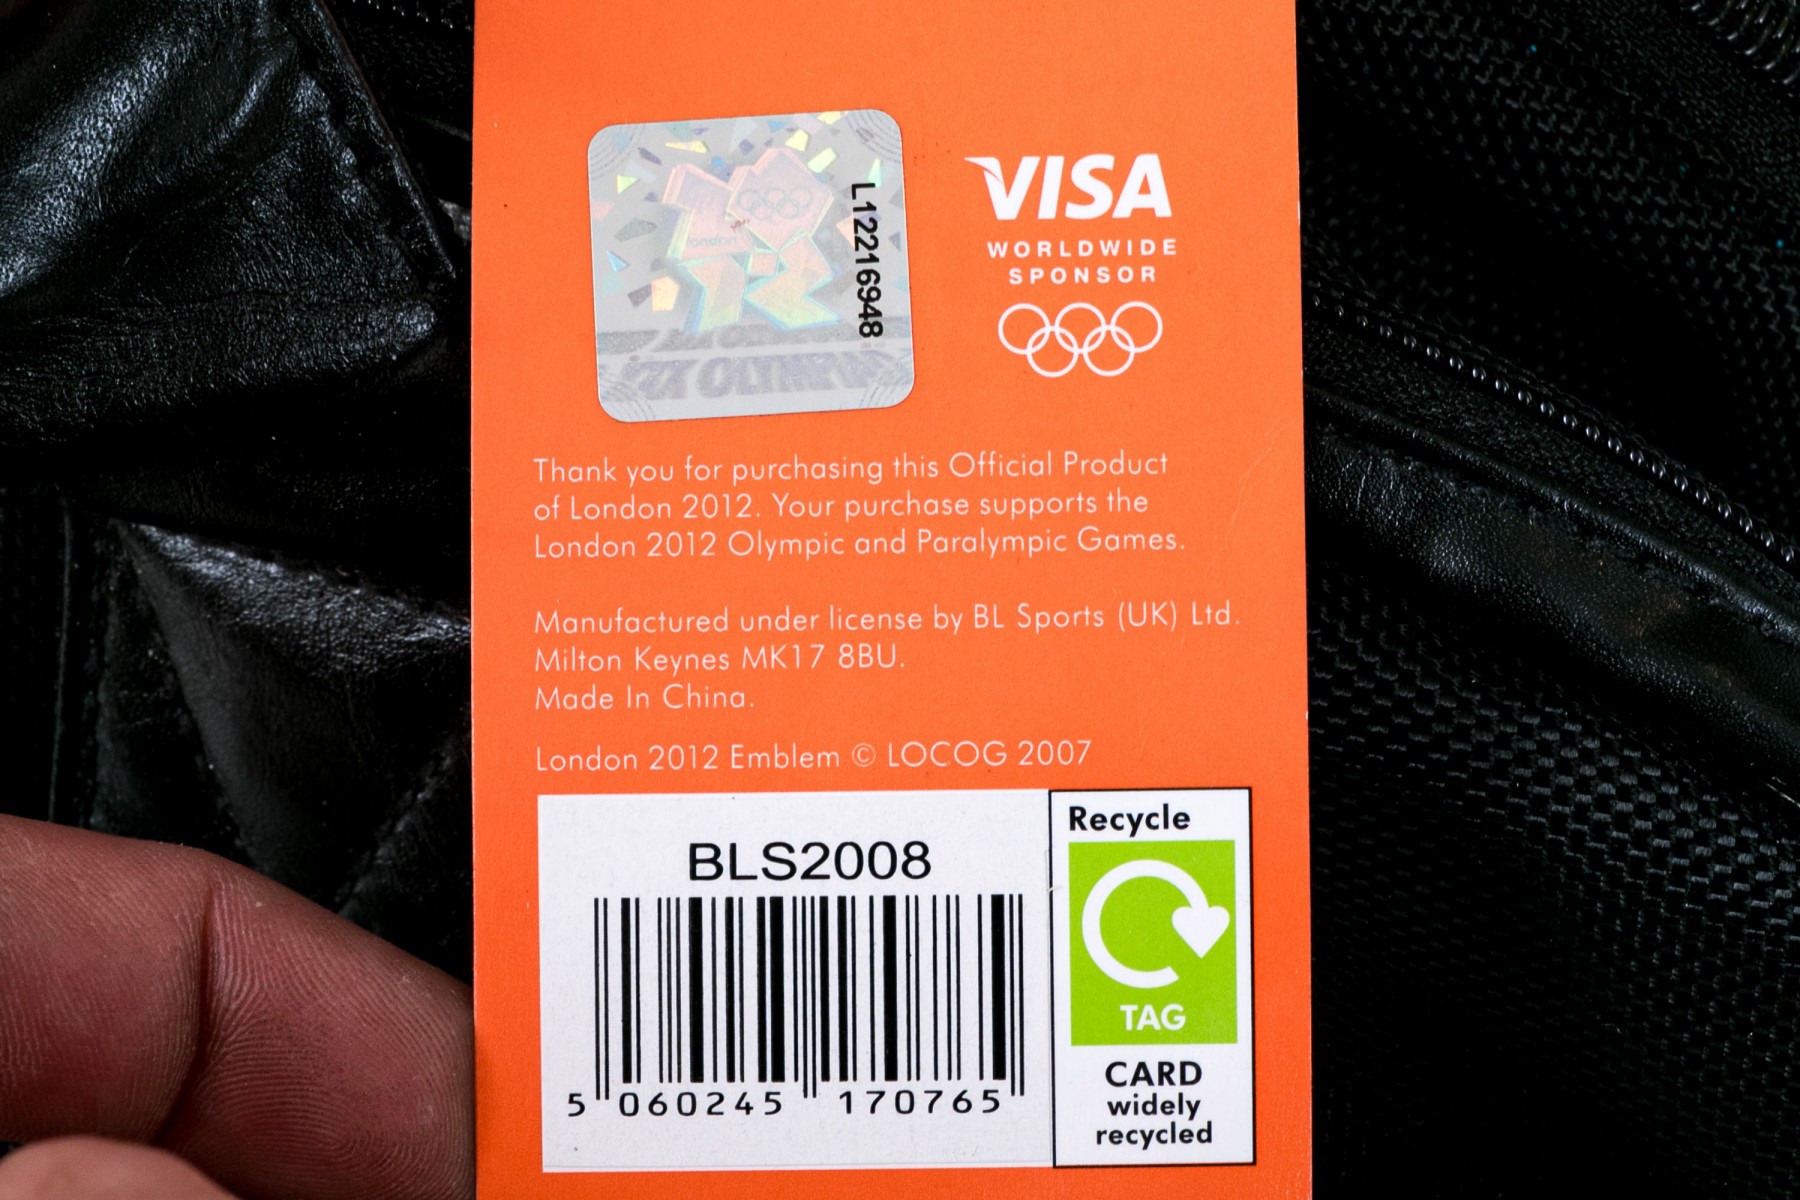 L12216948
VISA
WORLDWIDE
SPONSOR
Thank you for purchasing this Official Product
of London 2012. Your purchase supports the
London 2012 Olympic and Paralympic Games.
Manufactured under license by BL Sports (UK) Ltd.
Milton Keynes MK17 8BU.
Made In China.
London 2012 Emblem © LOCOG 2007
BLS2008
5 060245 170765
Recycle
TAG
CARD
widely
recycled